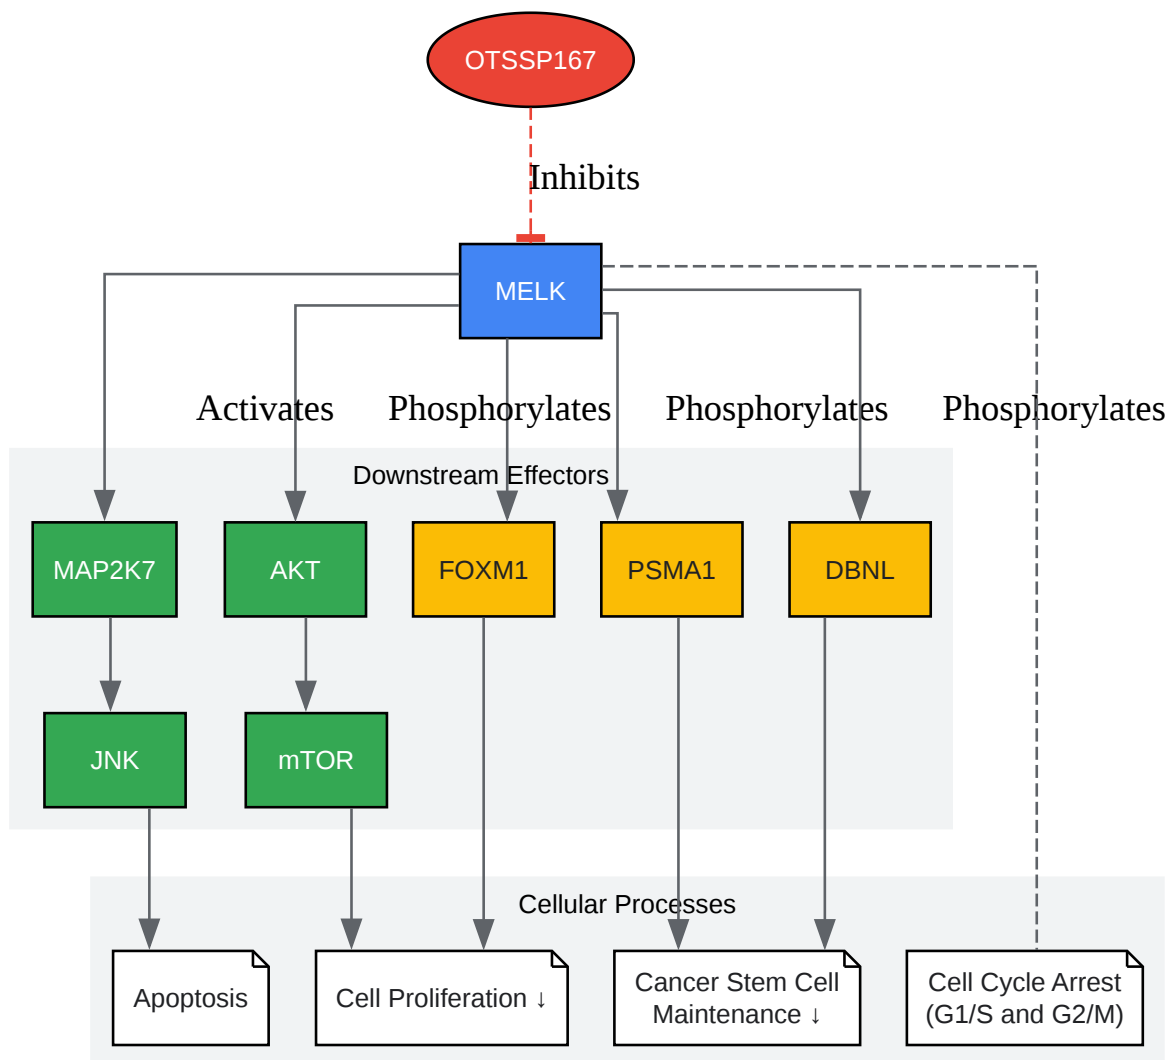 OTSSP167
Inhibits
MELK
Activates
Phosphorylates
Phosphorylates
Phosphorylates
Downstream Effectors
MAP2K7
AKT
FOXM1
PSMA1
DBNL
JNK
mTOR
Cellular Processes
Apoptosis
Cell Proliferation ↓
Cancer Stem Cell
Maintenance ↓
Cell Cycle Arrest
(G1/S and G2/M)